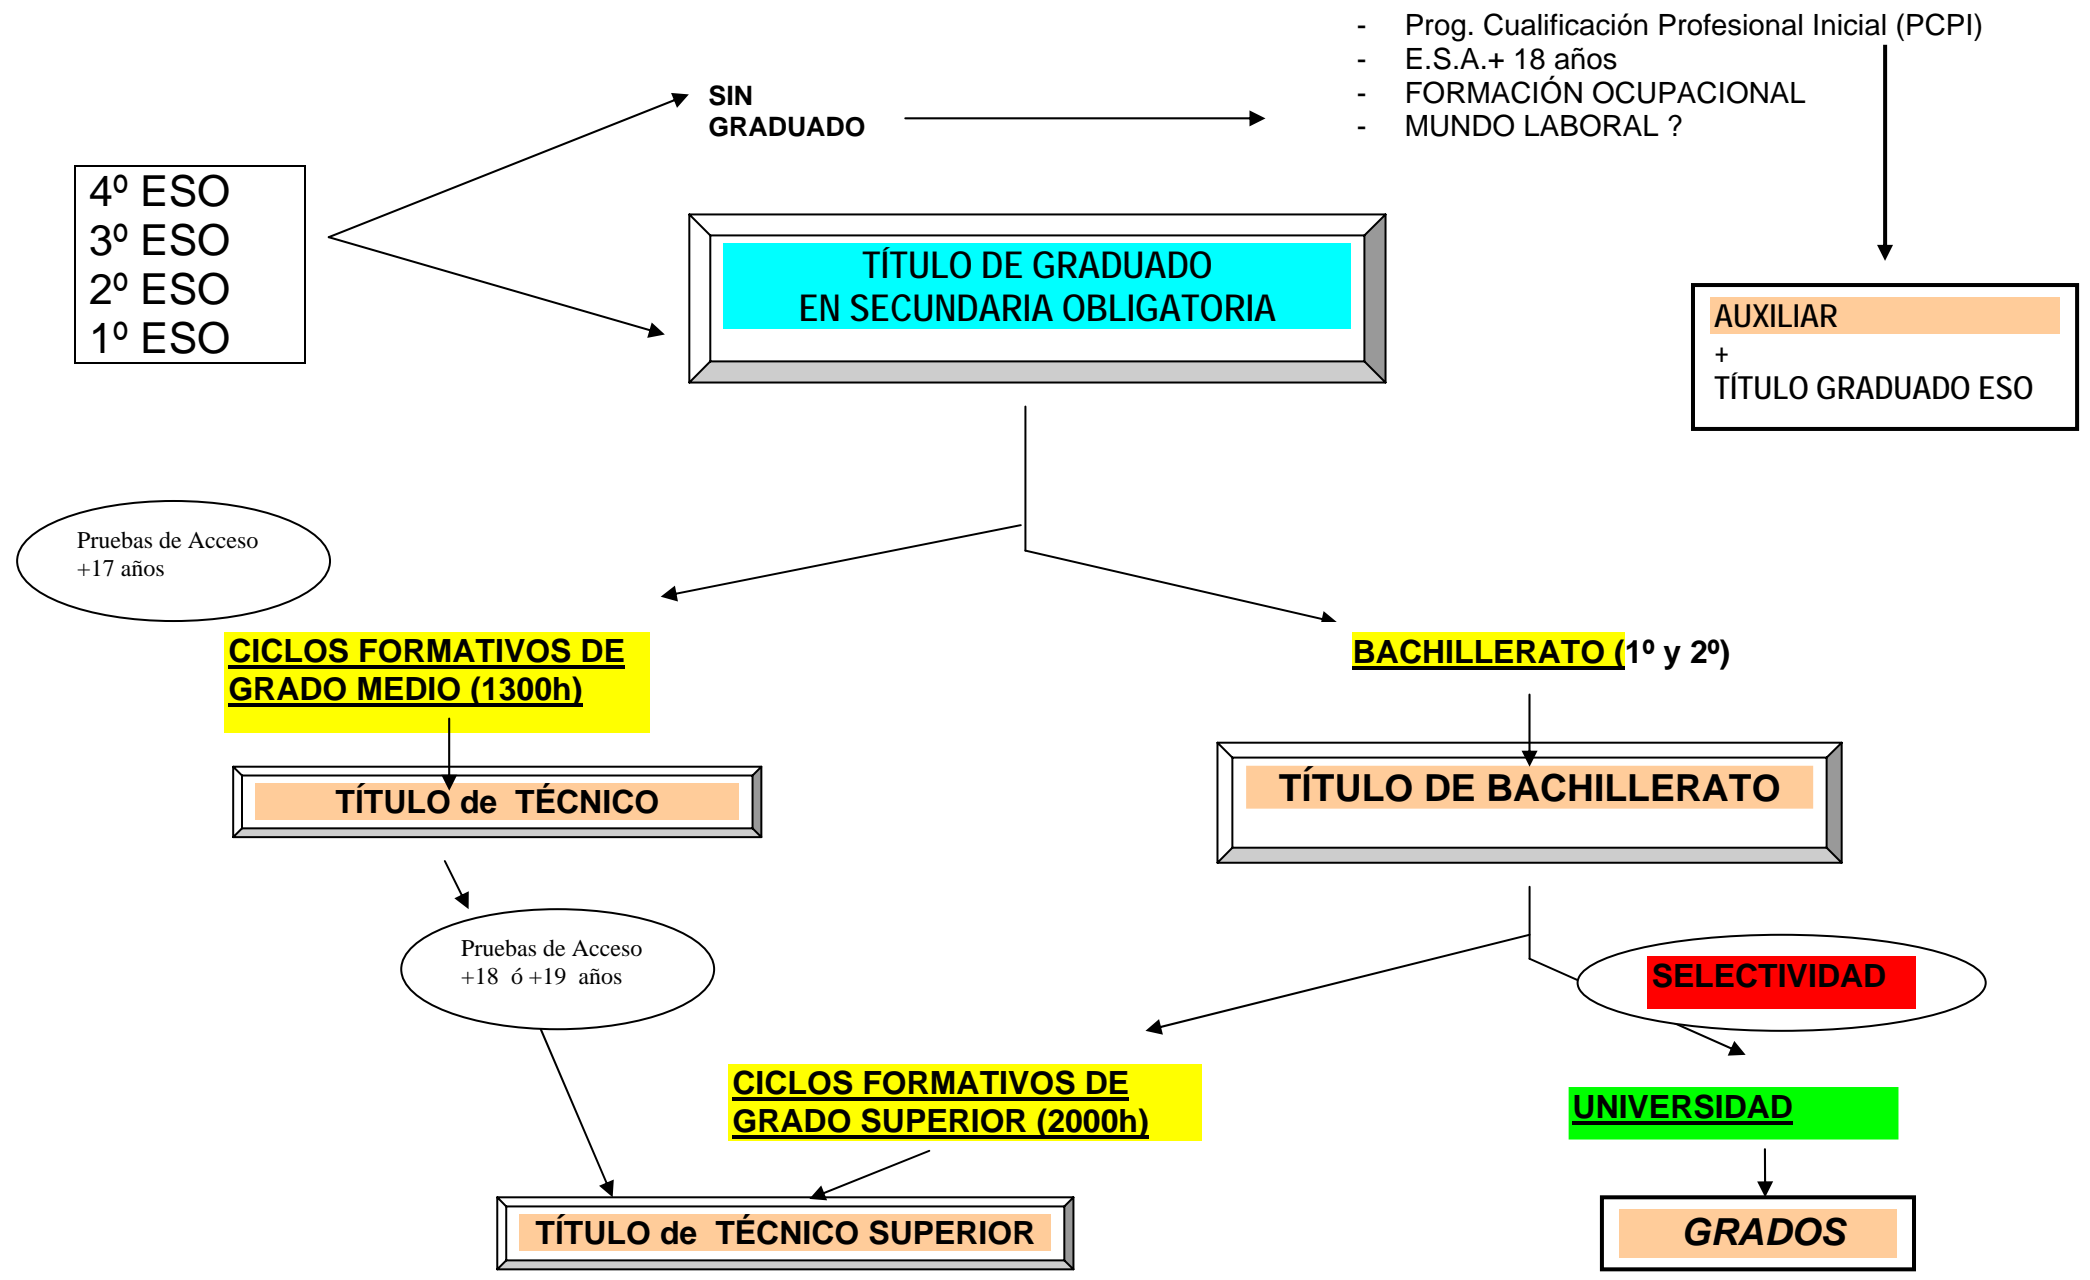 - Prog. Cualificación Profesional Inicial (PCPI)
- E.S.A.+ 18 años
- FORMACIÓN OCUPACIONAL
- MUNDO LABORAL ?
SIN
GRADUADO
4º ESO
3º ESO
2º ESO
1º ESO
TÍTULO DE GRADUADO
EN SECUNDARIA OBLIGATORIA
AUXILIAR
+
TÍTULO GRADUADO ESO
Pruebas de Acceso
+17 años
CICLOS FORMATIVOS DE
GRADO MEDIO (1300h)
BACHILLERATO (1º y 2º)
TÍTULO de TÉCNICO
TÍTULO DE BACHILLERATO
Pruebas de Acceso
+18 ó +19 años
SELECTIVIDAD
CICLOS FORMATIVOS DE
GRADO SUPERIOR (2000h)
UNIVERSIDAD
TÍTULO de TÉCNICO SUPERIOR
GRADOS